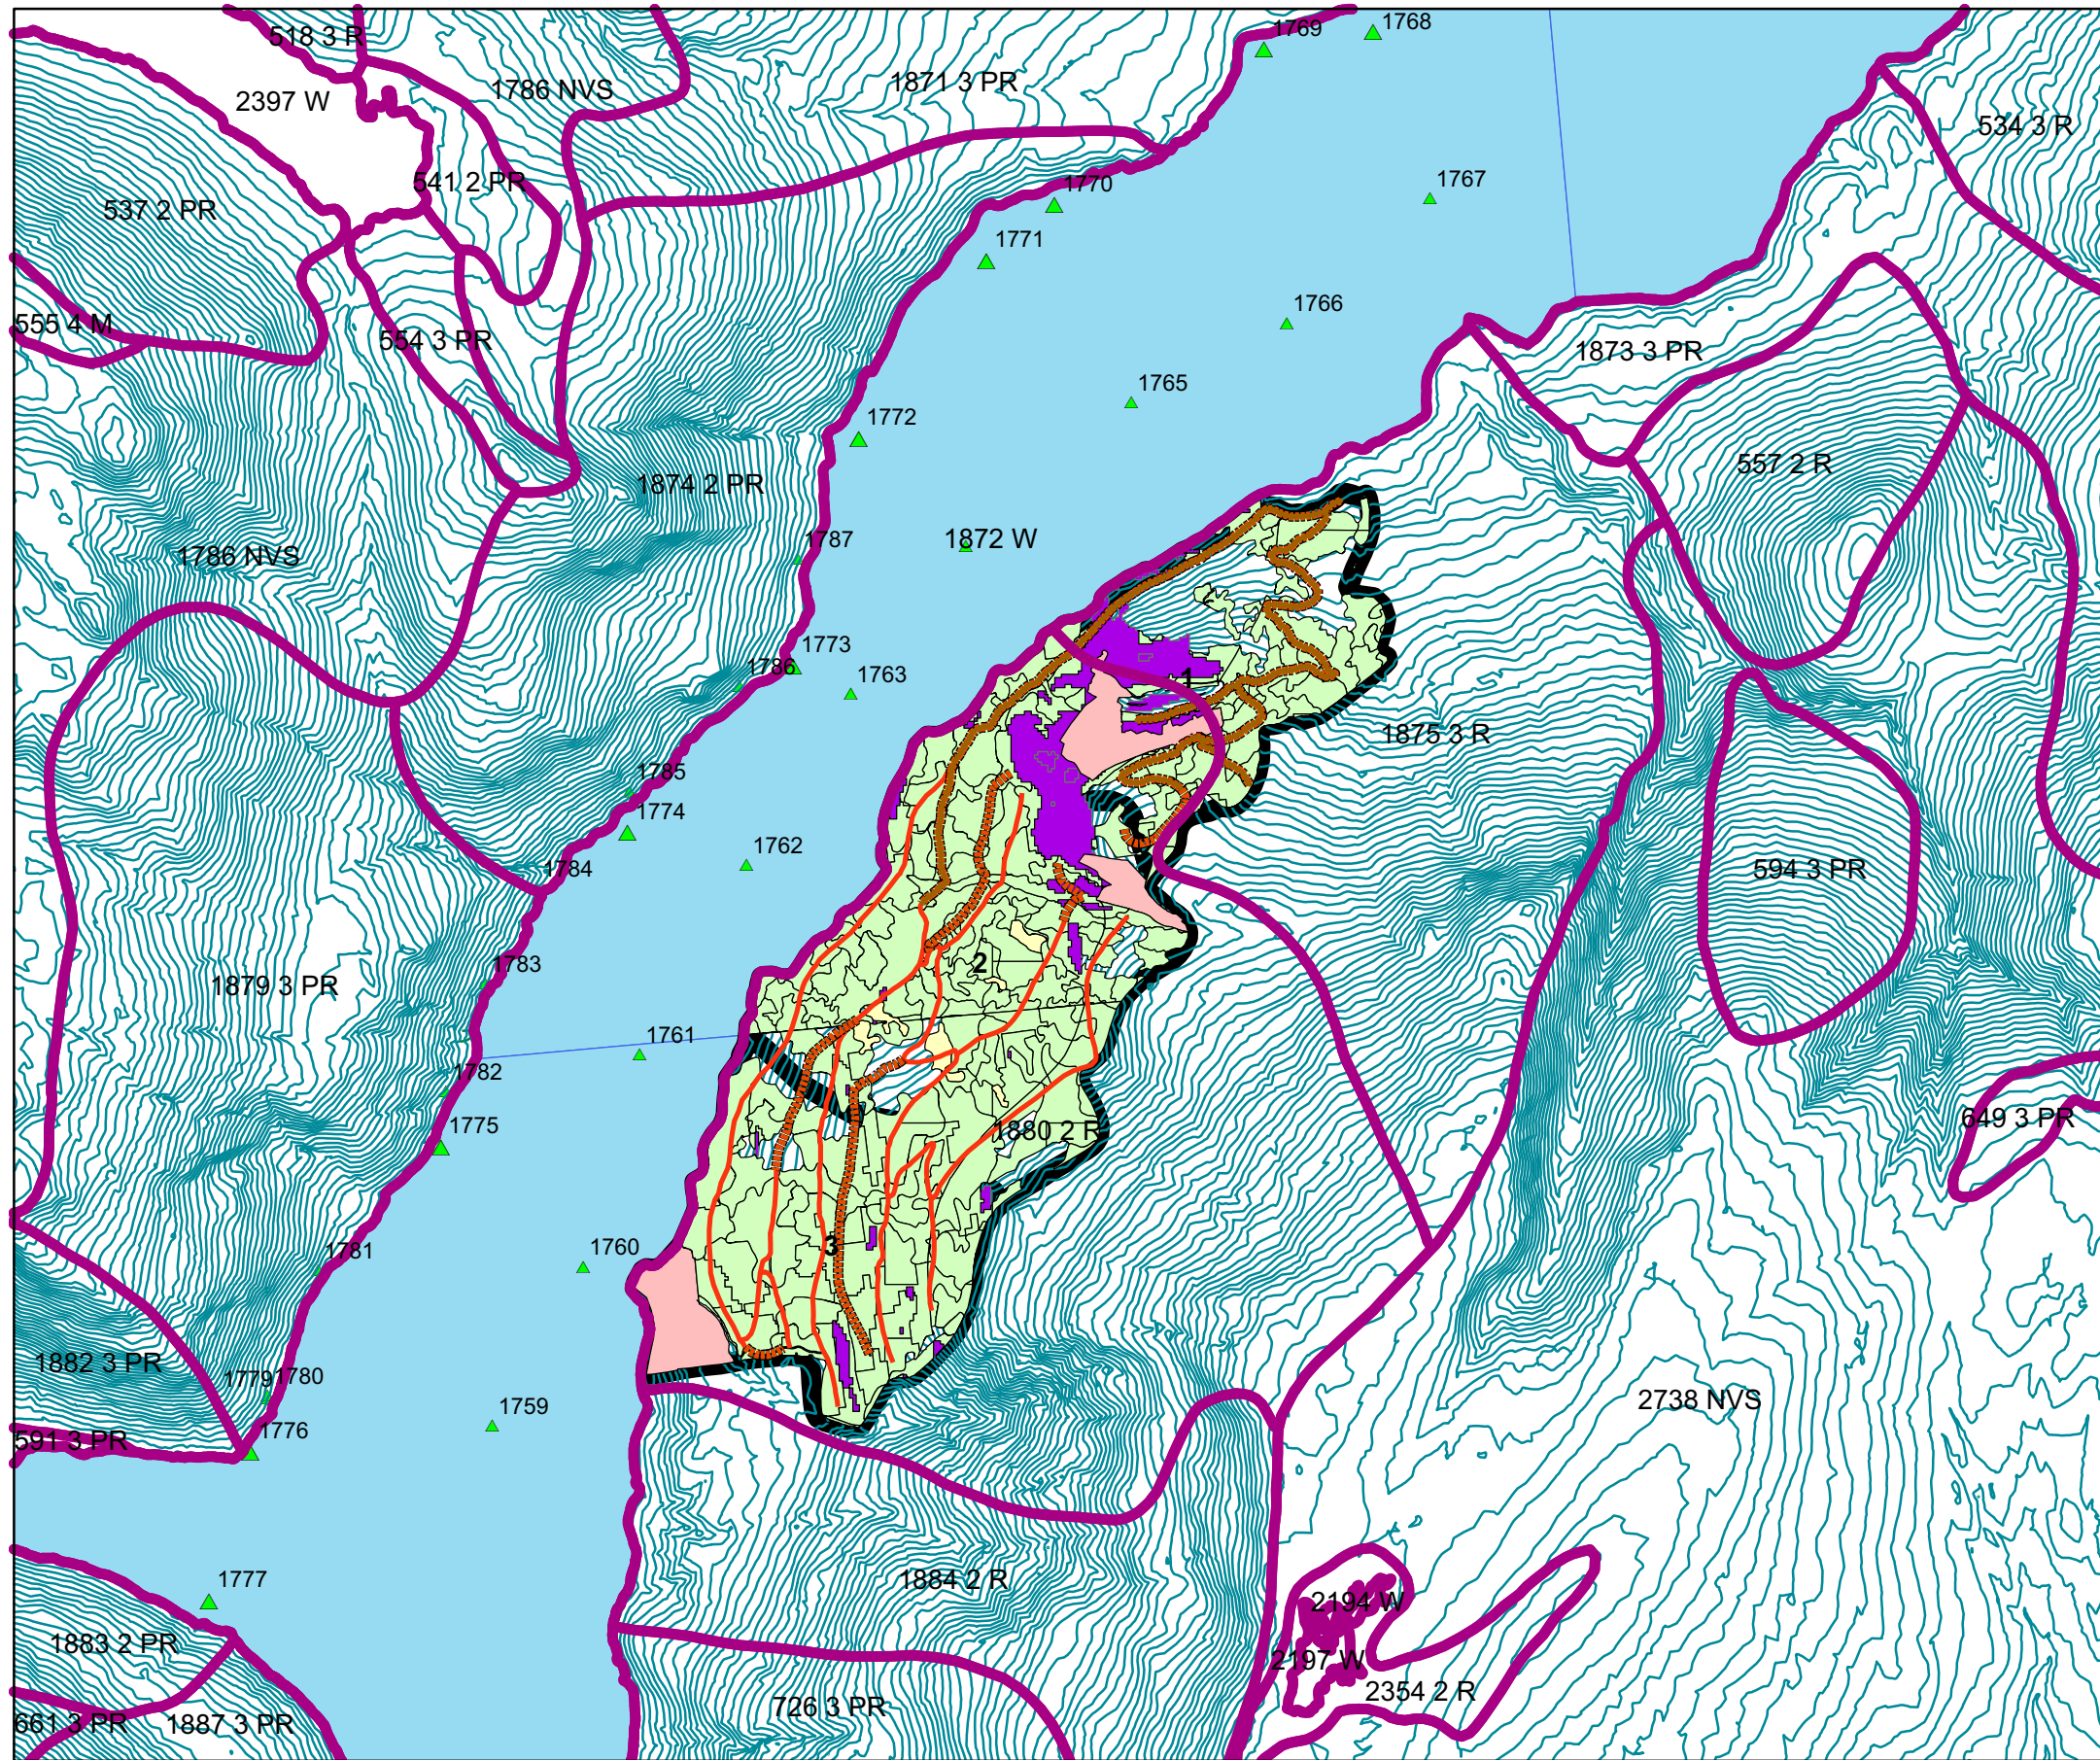 1769
1768
518 3 R
1871 3 PR
1786 NVS
2397 W
534 3 R
541 2 PR
1770
1767
537 2 PR
1771
1766
555 4 M
554 3 PR
1873 3 PR
1765
1772
557 2 R
1874 2 PR
1787
1872 W
1786 NVS
1773
1786
1763
1
1875 3 R
1785
1774
1762
1784
594 3 PR
1783
2
1879 3 PR
1761
1782
1775
1880 2 R
649 3 PR
1781
1760
3
1882 3 PR
1779
1780
1759
2738 NVS
1776
591 3 PR
1777
1884 2 R
2194 W
1883 2 PR
2197 W
2354 2 R
726 3 PR
661 3 PR
1887 3 PR